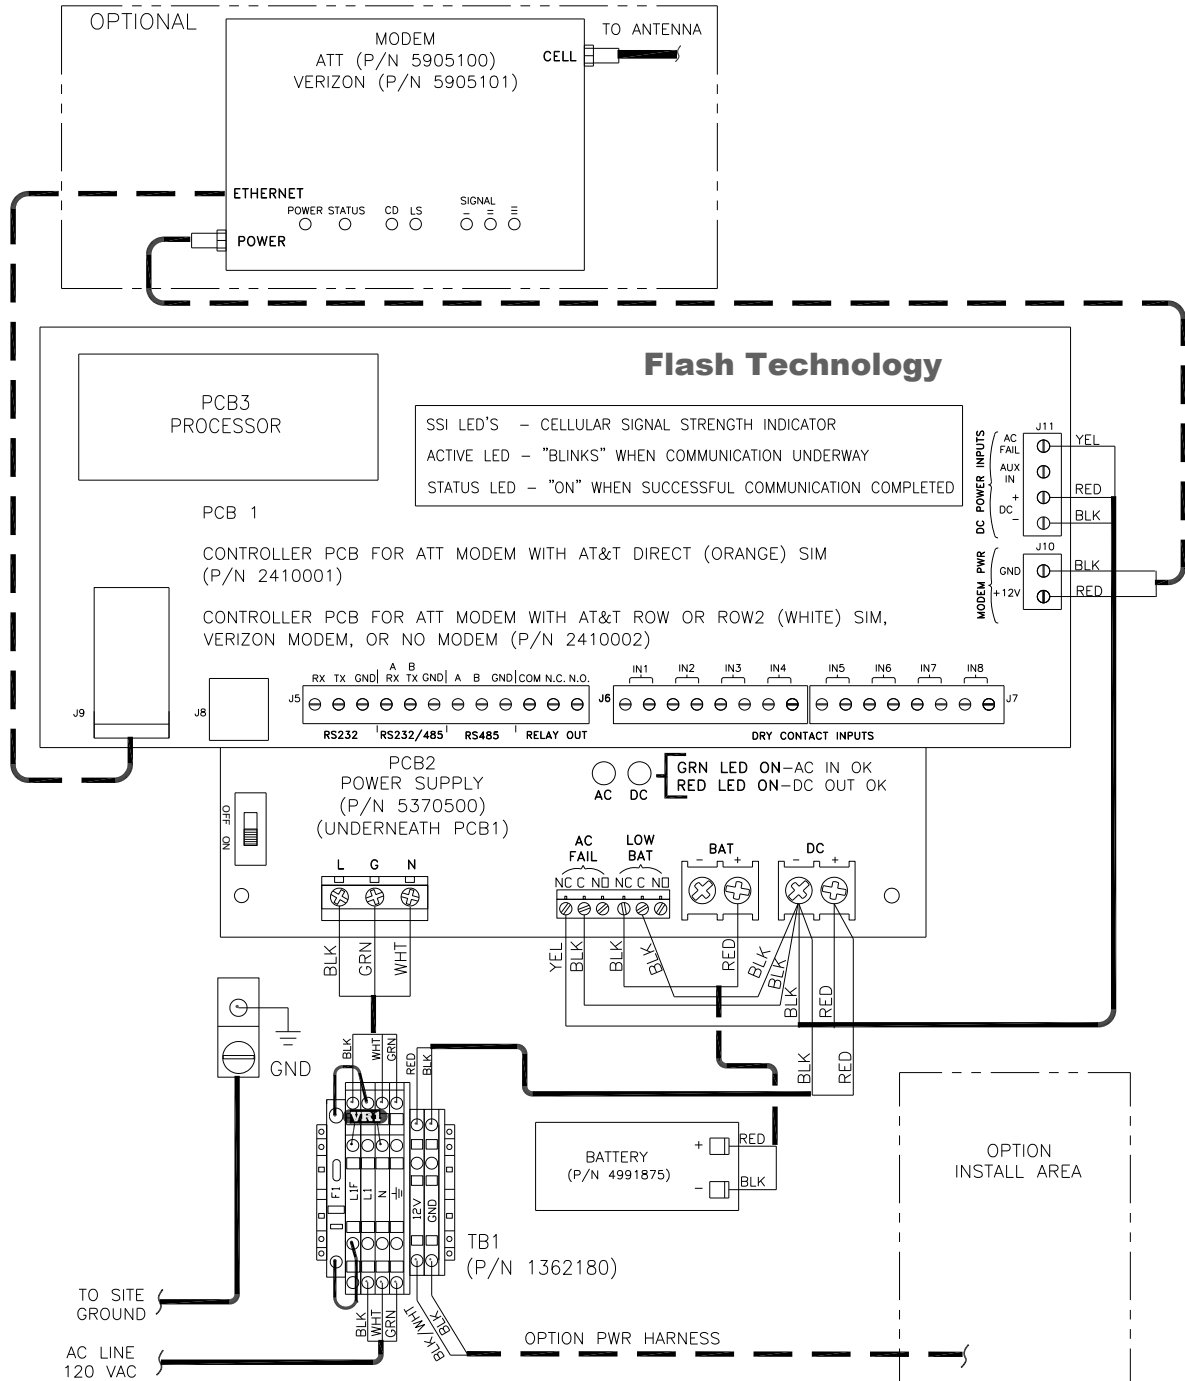 OPTIONAL
MODEM
ATT (P/N 5905100)
VERIZON (P/N 5905101)
CELL
TO ANTENNA
ETHERNET
POWER STATUS CD LS SIGNAL
POWER
Flash Technology
PCB3
PROCESSOR
SSI LED'S – CELLULAR SIGNAL STRENGTH INDICATOR
ACTIVE LED – "BLINKS" WHEN COMMUNICATION UNDERWAY
STATUS LED – "ON" WHEN SUCCESSFUL COMMUNICATION COMPLETED
DC POWER INPUTS
J11
AC
FAIL
AUX
IN
+
DC
–
YEL
RED
BLK
MODEM PWR
J10
GND
+12V
BLK
RED
PCB 1
CONTROLLER PCB FOR ATT MODEM WITH AT&T DIRECT (ORANGE) SIM
(P/N 2410001)
CONTROLLER PCB FOR ATT MODEM WITH AT&T ROW OR ROW2 (WHITE) SIM,
VERIZON MODEM, OR NO MODEM (P/N 2410002)
J9
J8
J5
A B
RX TX GND RX TX GND A B GND COM N.C. N.O.
RS232 RS232/485 RS485 RELAY OUT
J6
IN1 IN2 IN3 IN4 IN5 IN6 IN7 IN8
J7
DRY CONTACT INPUTS
PCB2
POWER SUPPLY
(P/N 5370500)
(UNDERNEATH PCB1)
AC DC
GRN LED ON–AC IN OK
RED LED ON–DC OUT OK
OFF ON
L G N
BLK GRN WHT
AC
FAIL
LOW
BAT
NC C NO NC C NO
BAT
– +
DC
– +
YEL BLK BLK BLK RED BLK BLK BLK RED
BLK RED
GND
BLK WHT GRN RED BLK
VR1
F1 L1F L1 N 12V GND
BATTERY
(P/N 4991875)
+ RED
– BLK
OPTION
INSTALL AREA
TB1
(P/N 1362180)
TO SITE
GROUND
BLK WHT GRN BLK/WHT BLK
OPTION PWR HARNESS
AC LINE
120 VAC